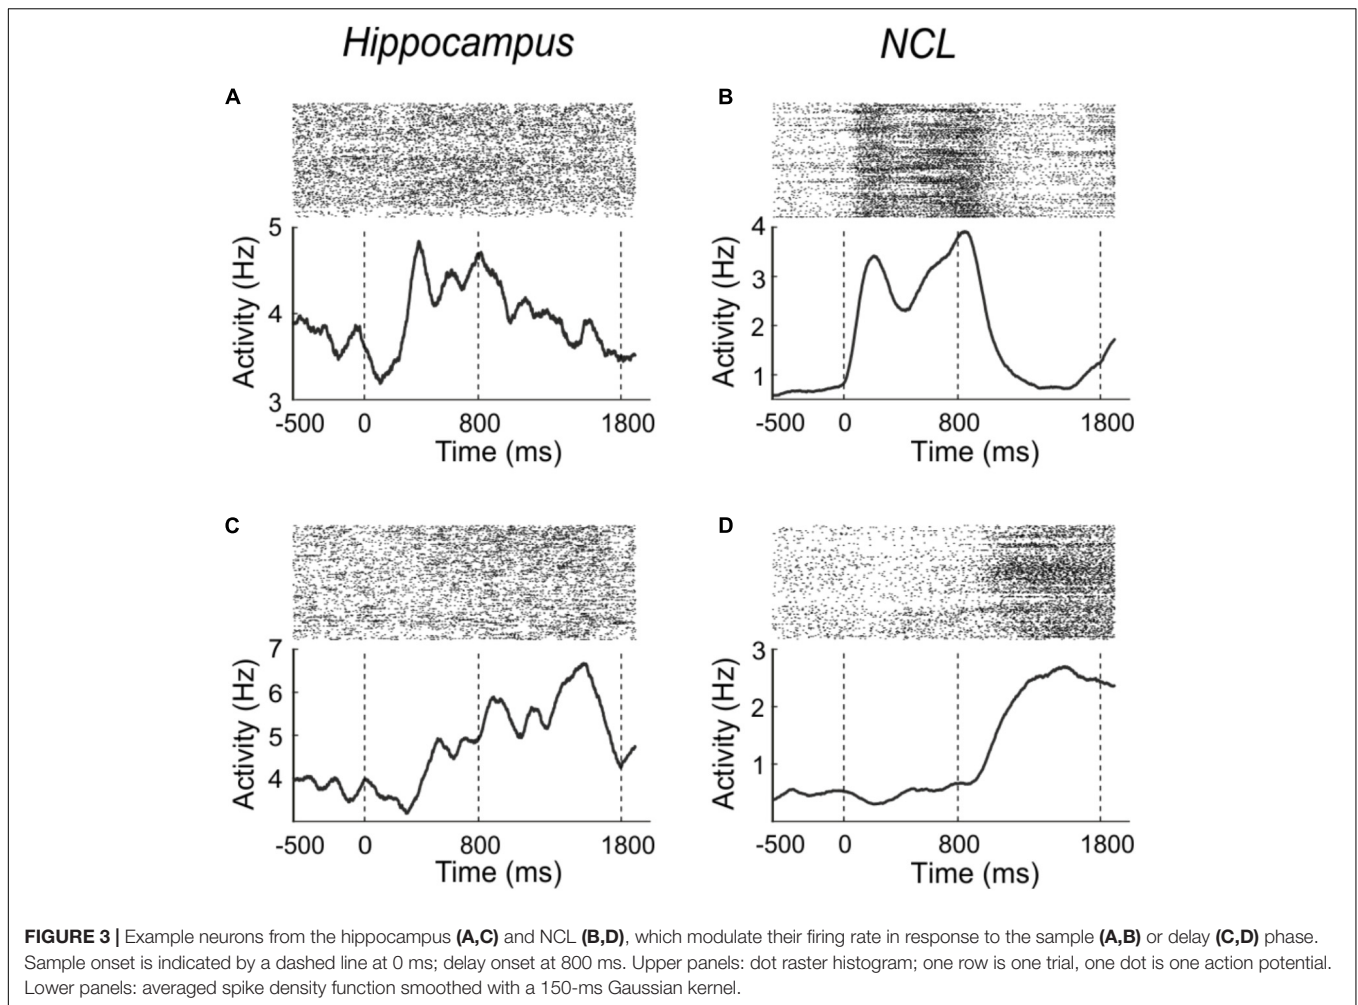 Hippocampus
NCL
A
5
4
3
Activity (Hz)
-500 0 800 1800
Time (ms)
B
4
3
2
1
Activity (Hz)
-500 0 800 1800
Time (ms)
C
7
6
5
4
Activity (Hz)
-500 0 800 1800
Time (ms)
D
3
2
1
Activity (Hz)
-500 0 800 1800
Time (ms)
FIGURE 3 | Example neurons from the hippocampus (A,C) and NCL (B,D), which modulate their firing rate in response to the sample (A,B) or delay (C,D) phase.
Sample onset is indicated by a dashed line at 0 ms; delay onset at 800 ms. Upper panels: dot raster histogram; one row is one trial, one dot is one action potential.
Lower panels: averaged spike density function smoothed with a 150-ms Gaussian kernel.